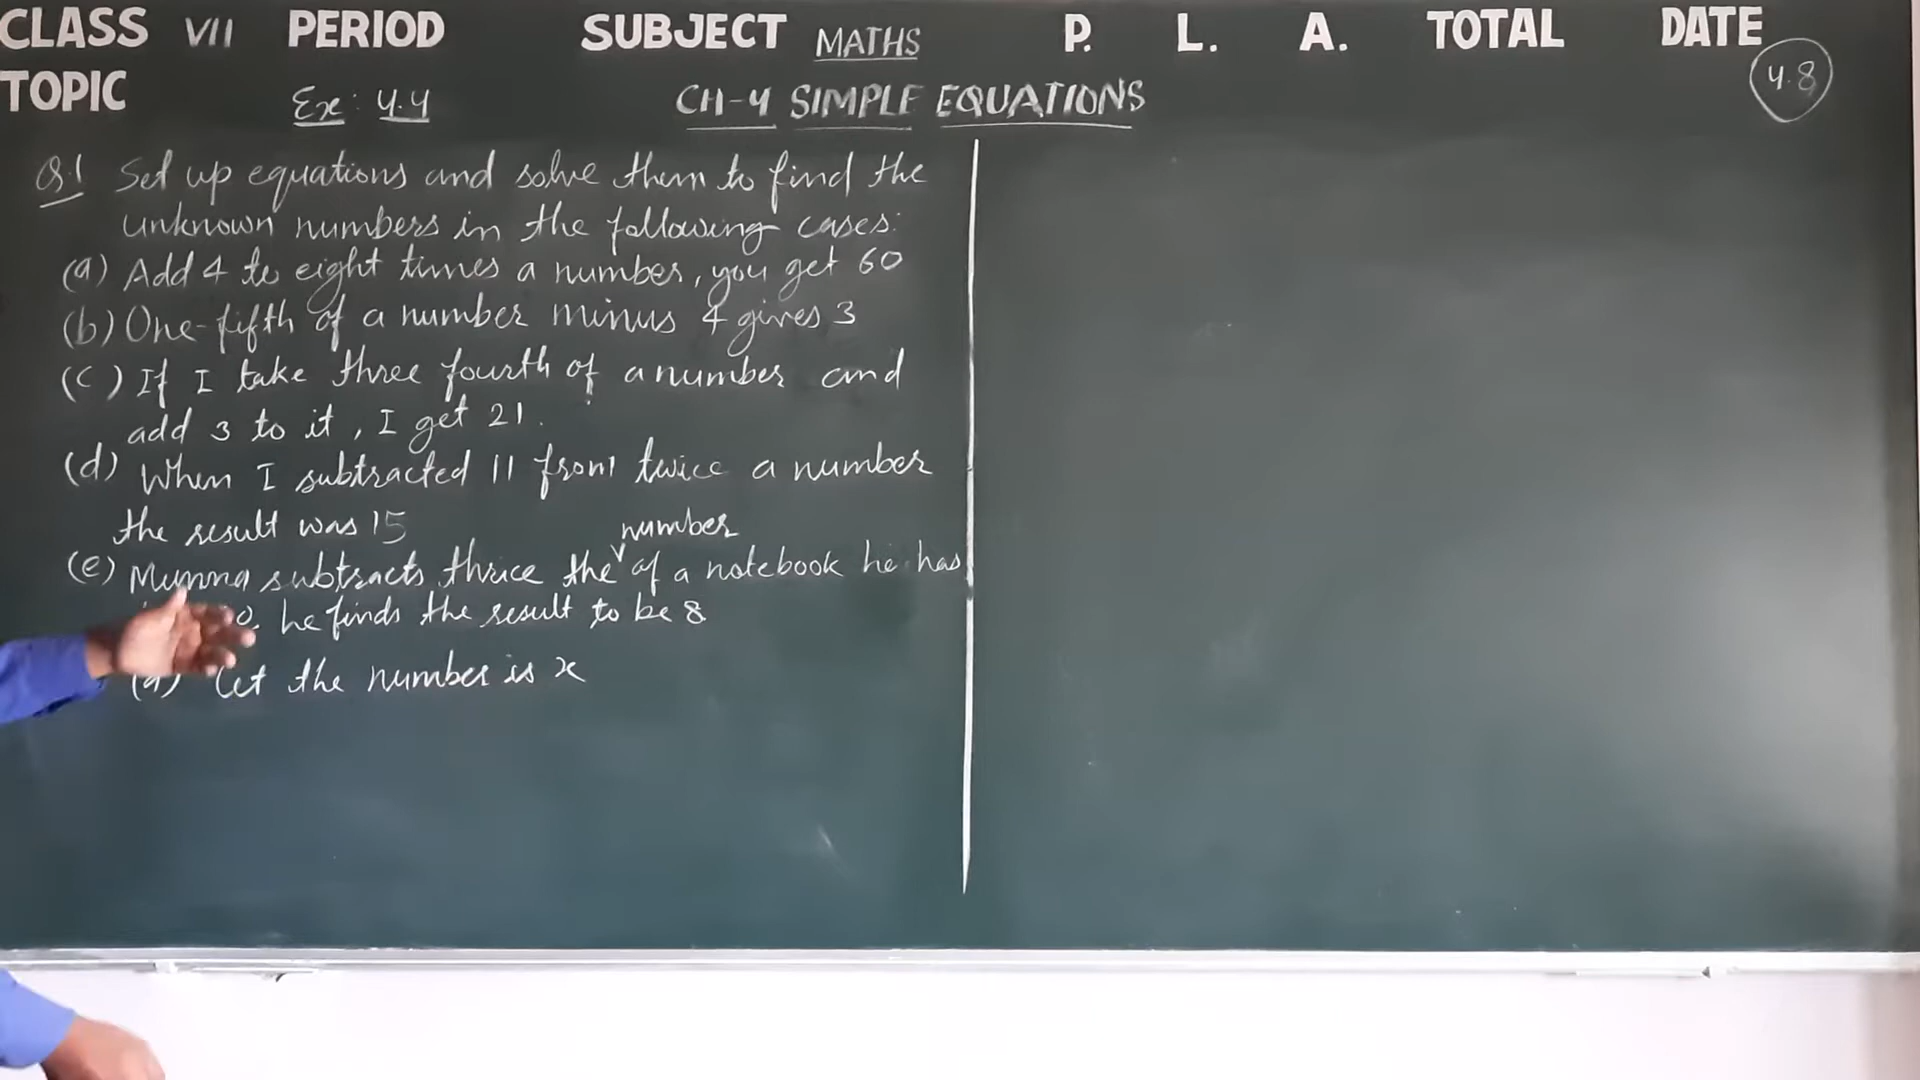 CLASS VII PERIOD SUBJECT MATHS P. L. A. TOTAL DATE
TOPIC Ex: 4.4 CH-4 SIMPLE EQUATIONS 4.8
Q.1 Set up equations and solve them to find the
unknown numbers in the following cases:
(a) Add 4 to eight times a number, you get 60
(b) One-fifth of a number minus 4 gives 3
(c) If I take three fourth of a number and
add 3 to it, I get 21.
(d) When I subtracted 11 from twice a number
the result was 15
(e) Munna subtracts thrice the number of a notebook he has
he finds the result to be 8
(a) Let the number is x